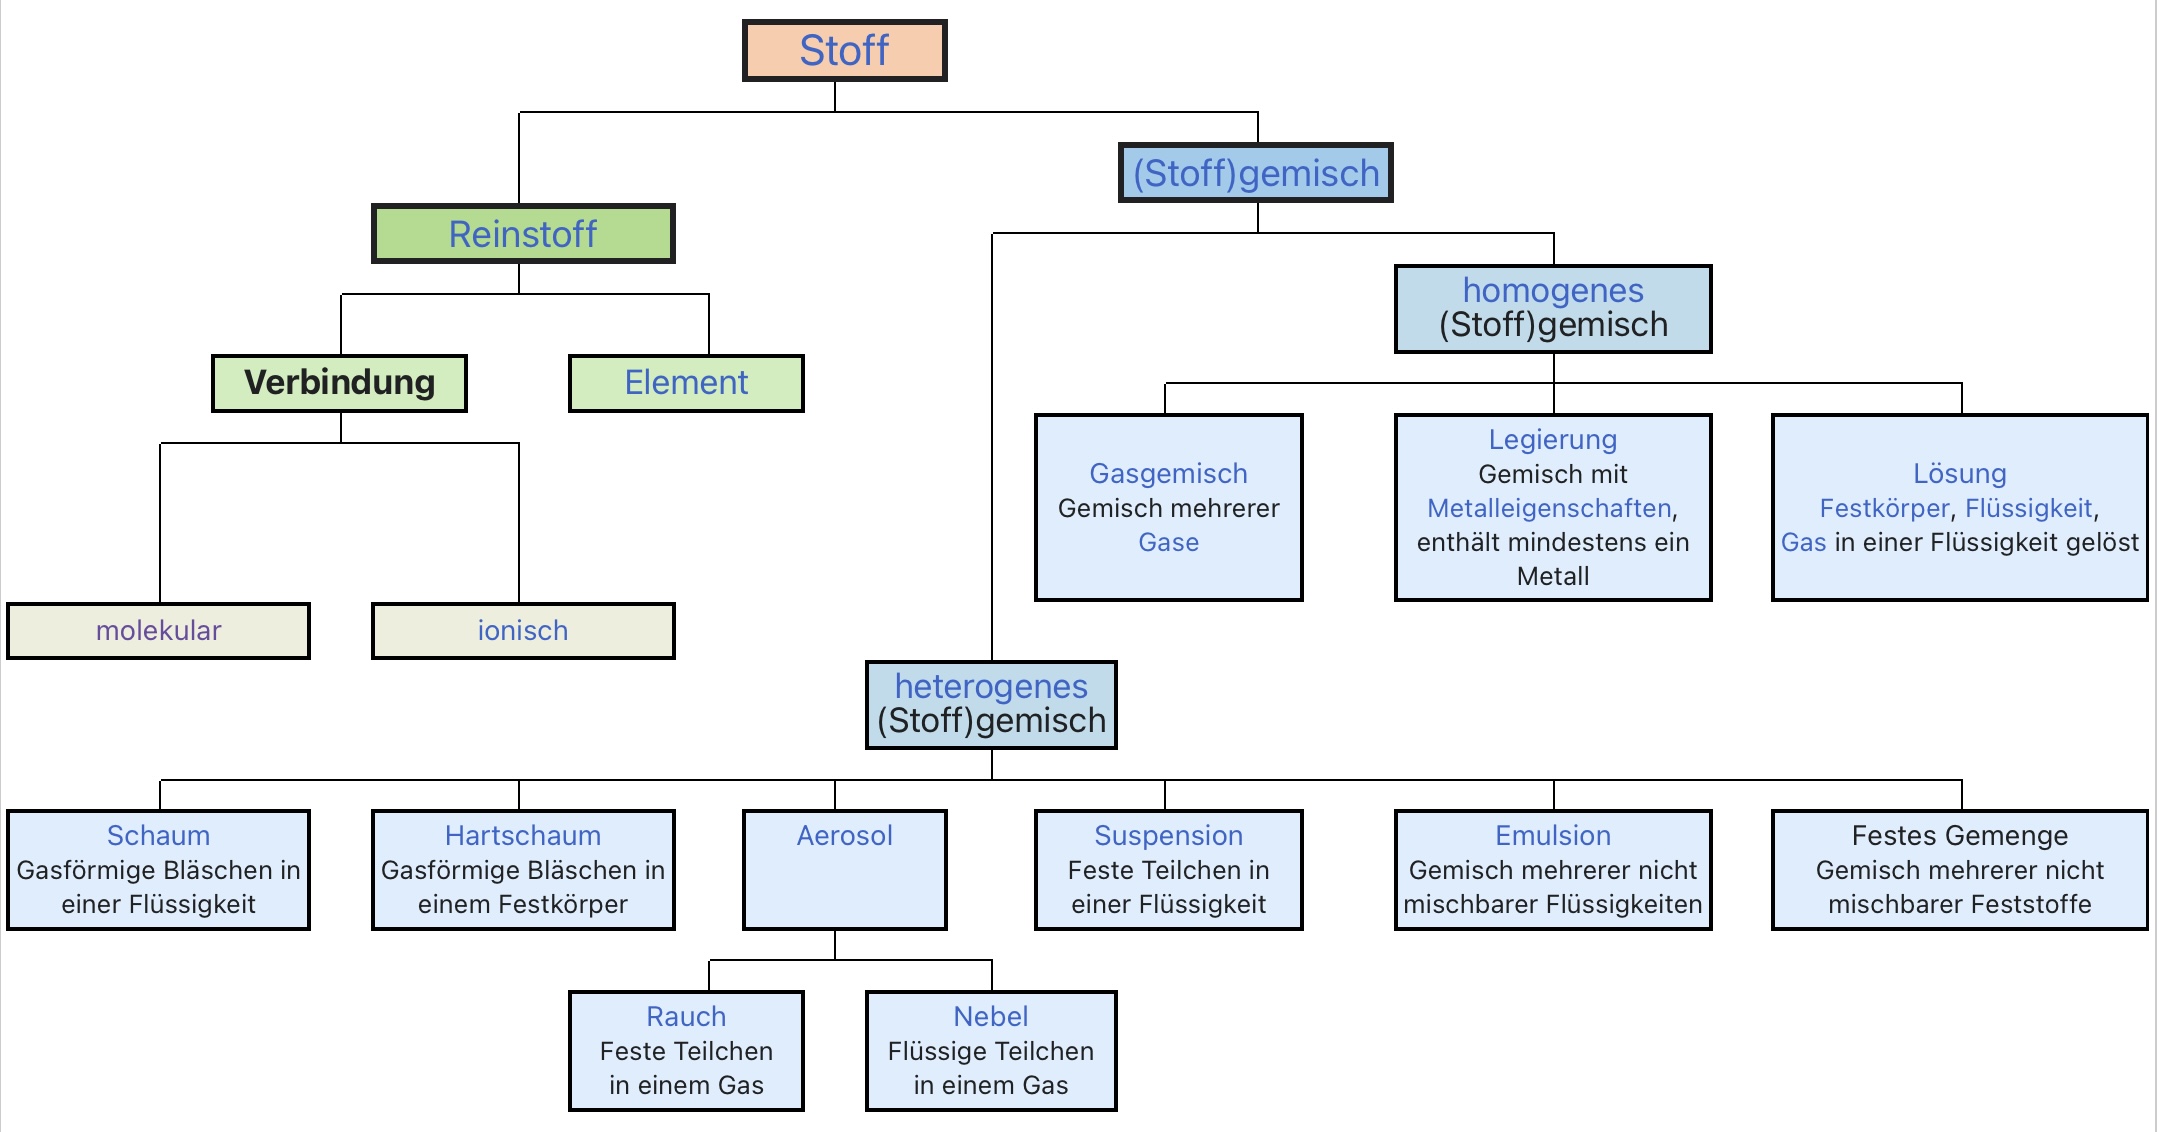 Stoff
(Stoff)gemisch
Reinstoff
homogenes
(Stoff)gemisch
Verbindung
Element
Gasgemisch
Gemisch mehrerer
Gase
Legierung
Gemisch mit
Metalleigenschaften,
enthält mindestens ein
Metall
Lösung
Festkörper, Flüssigkeit,
Gas in einer Flüssigkeit gelöst
molekular
ionisch
heterogenes
(Stoff)gemisch
Schaum
Gasförmige Bläschen in
einer Flüssigkeit
Hartschaum
Gasförmige Bläschen in
einem Festkörper
Aerosol
Suspension
Feste Teilchen in
einer Flüssigkeit
Emulsion
Gemisch mehrerer nicht
mischbarer Flüssigkeiten
Festes Gemenge
Gemisch mehrerer nicht
mischbarer Feststoffe
Rauch
Feste Teilchen
in einem Gas
Nebel
Flüssige Teilchen
in einem Gas